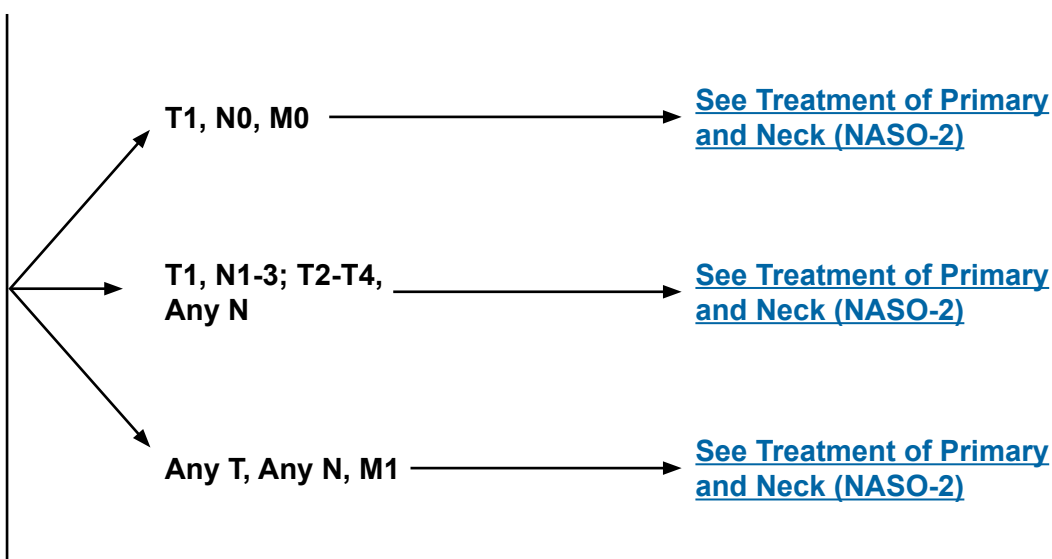 T1, N0, M0
See Treatment of Primary
and Neck (NASO-2)
T1, N1-3; T2-T4,
Any N
See Treatment of Primary
and Neck (NASO-2)
Any T, Any N, M1
See Treatment of Primary
and Neck (NASO-2)